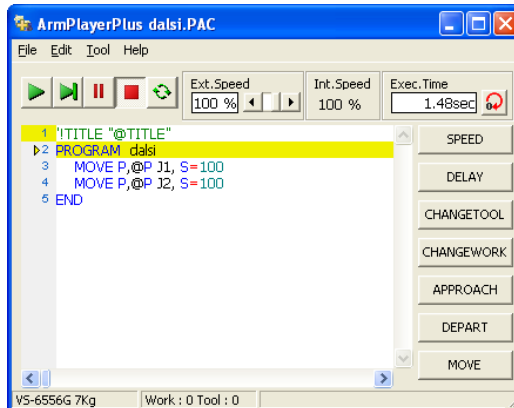 ArmPlayerPlus dalsi.PAC
File Edit Tool Help
Ext.Speed Int.Speed Exec.Time
100 % 100 % 1.48sec
1 '!TITLE "@TITLE"
2 PROGRAM dalsi
3 MOVE P,@P J1, S=100
4 MOVE P,@P J2, S=100
5 END
SPEED
DELAY
CHANGETOOL
CHANGEWORK
APPROACH
DEPART
MOVE
VS-6556G 7Kg Work : 0 Tool : 0